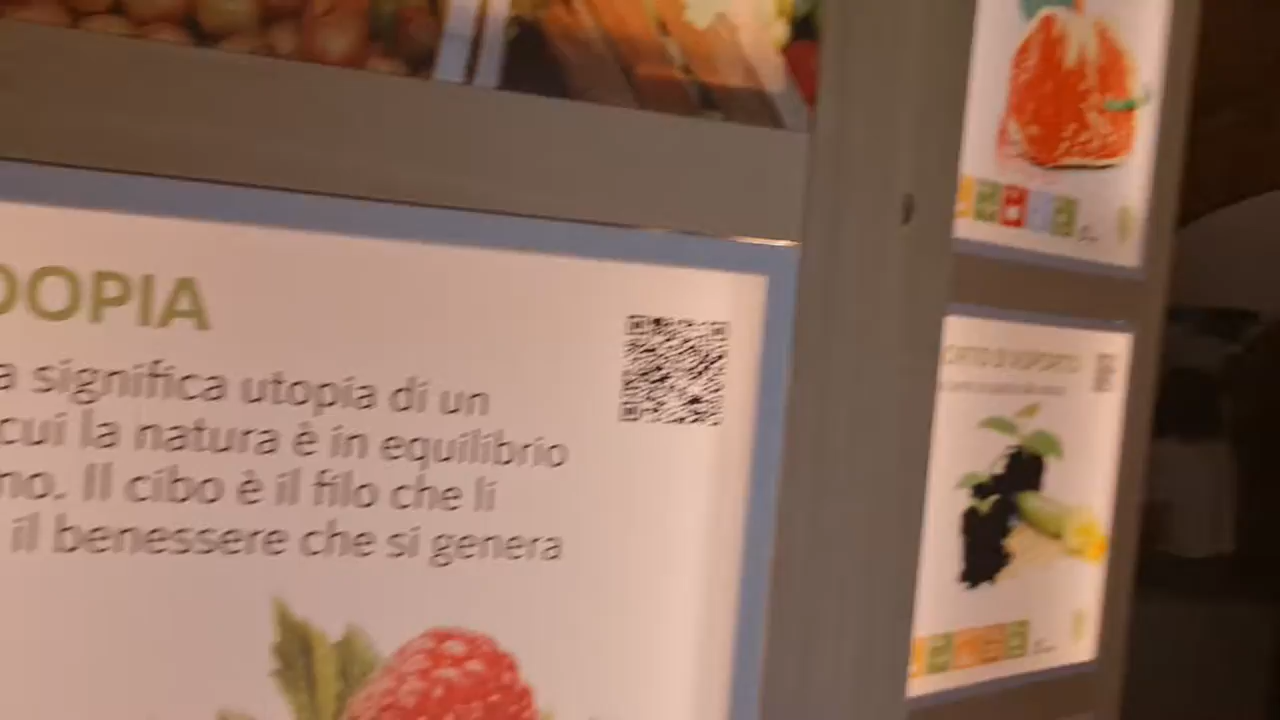 OOPIA
a significa utopia di un
cui la natura è in equilibrio
no. Il cibo è il filo che li
il benessere che si genera